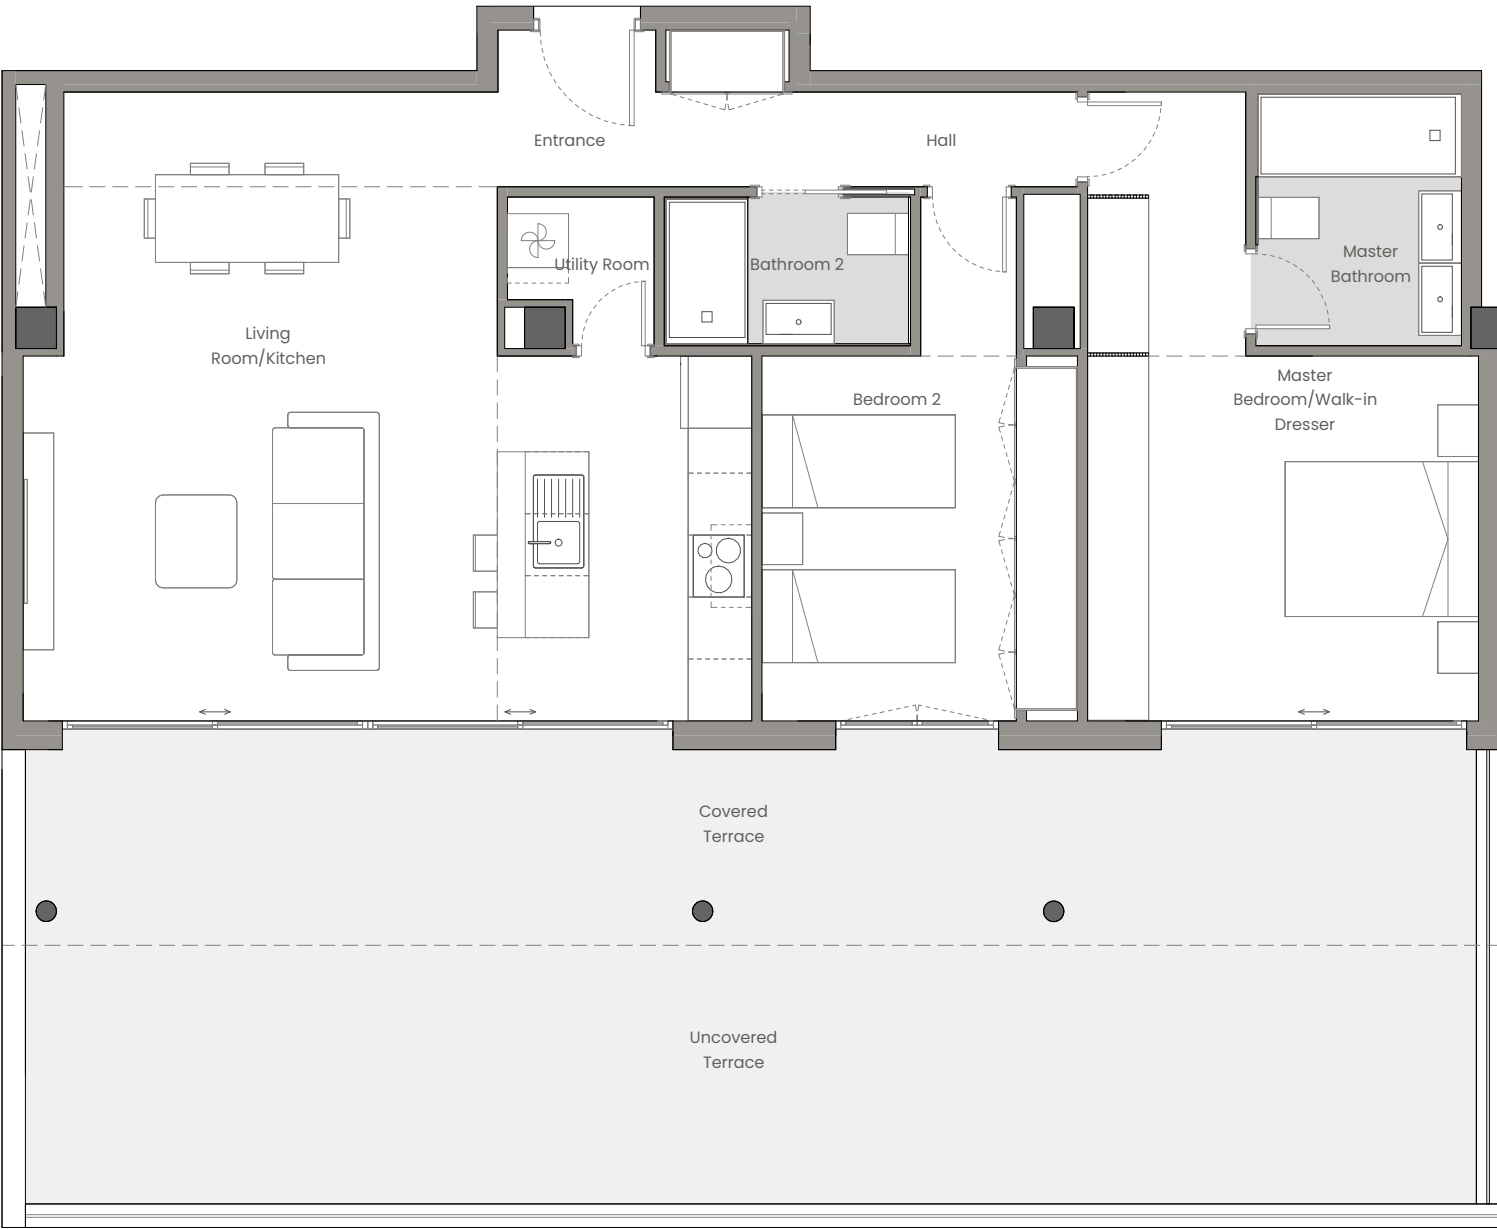 Entrance
Hall
Utility Room
Bathroom 2
Master
Bathroom
Living
Room/Kitchen
Bedroom 2
Master
Bedroom/Walk-in
Dresser
Covered
Terrace
Uncovered
Terrace